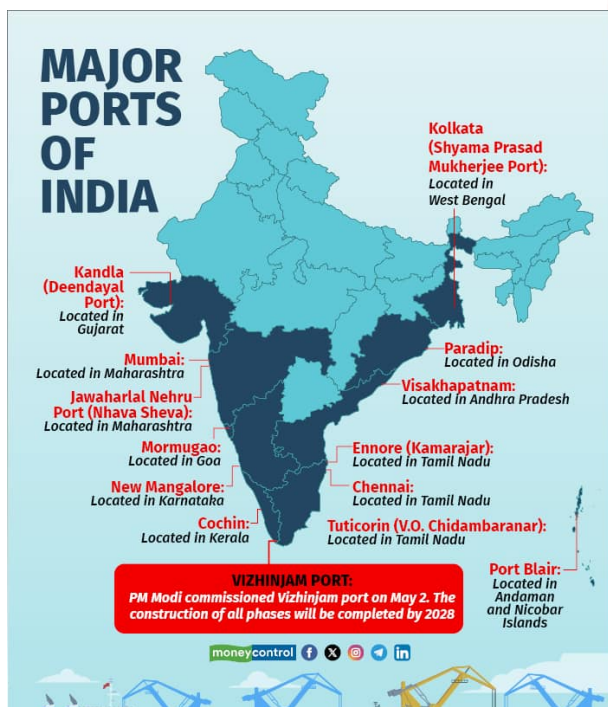 MAJOR
PORTS
OF
INDIA
Kolkata
(Shyama Prasad
Mukherjee Port):
Located in
West Bengal
Kandla
(Deendayal
Port):
Located in
Gujarat
Mumbai:
Located in Maharashtra
Jawaharlal Nehru
Port (Nhava Sheva):
Located in Maharashtra
Mormugao:
Located in Goa
New Mangalore:
Located in Karnataka
Cochin:
Located in Kerala
Paradip:
Located in Odisha
Visakhapatnam:
Located in Andhra Pradesh
Ennore (Kamarajar):
Located in Tamil Nadu
Chennai:
Located in Tamil Nadu
Tuticorin (V.O. Chidambaranar):
Located in Tamil Nadu
Port Blair:
Located in
Andaman
and Nicobar
Islands
VIZHINJAM PORT:
PM Modi commissioned Vizhinjam port on May 2. The
construction of all phases will be completed by 2028
moneycontrol